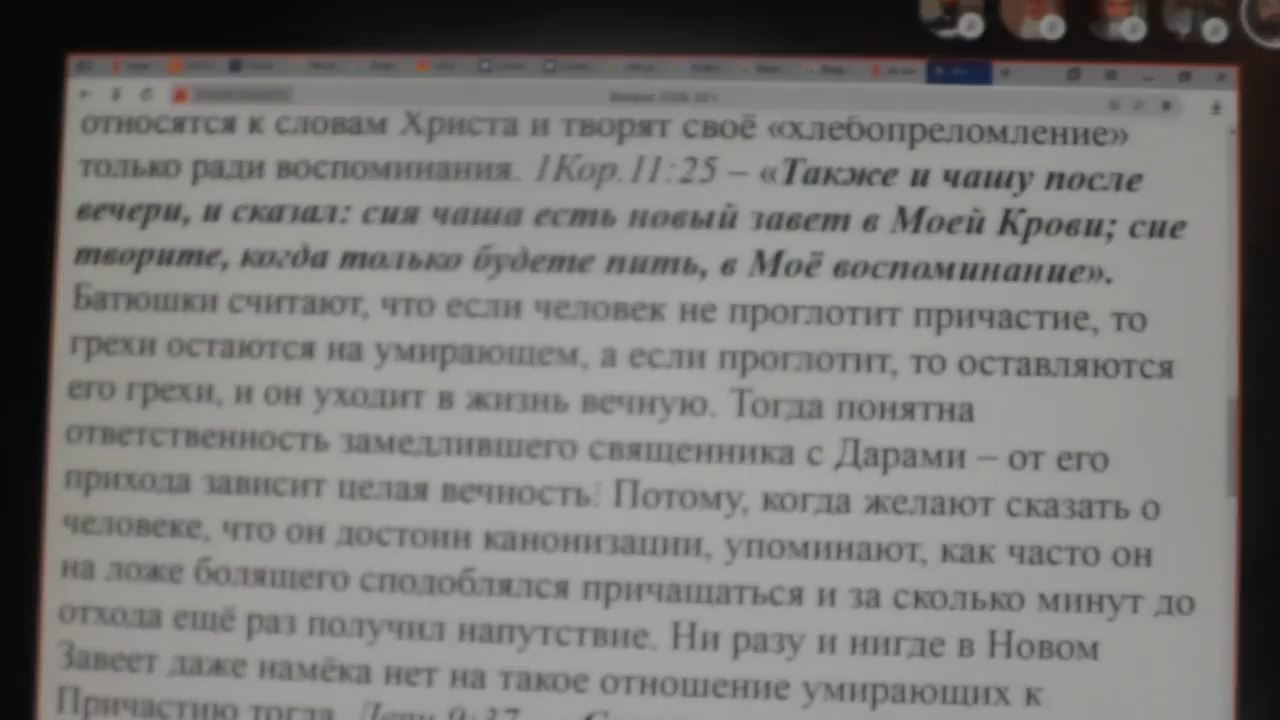 относятся к словам Христа и творят своё «хлебопреломление»
только ради воспоминания. 1Кор.11:25 – «Также и чашу после
вечери, и сказал: сия чаша есть новый завет в Моей Крови; сие
творите, когда только будете пить, в Моё воспоминание».
Батюшки считают, что если человек не проглотит причастие, то
грехи остаются на умирающем, а если проглотит, то оставляются
его грехи, и он уходит в жизнь вечную. Тогда понятна
ответственность замедлившего священника с Дарами – от его
прихода зависит целая вечность! Потому, когда желают сказать о
человеке, что он достоин канонизации, упоминают, как часто он
на ложе болящего сподоблялся причащаться и за сколько минут до
отхода ещё раз получил напутствие. Ни разу и нигде в Новом
Завеет даже намёка нет на такое отношение умирающих к
Причастию тогда.